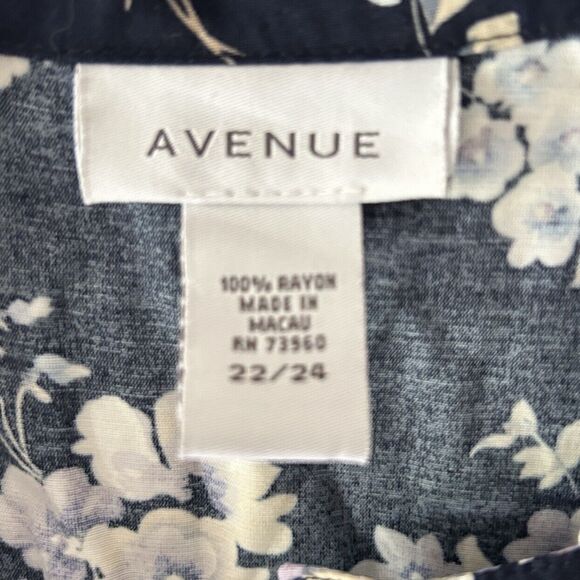 AVENUE
100% RAYON
MADE IN
MACAU
RN 73960
22/24